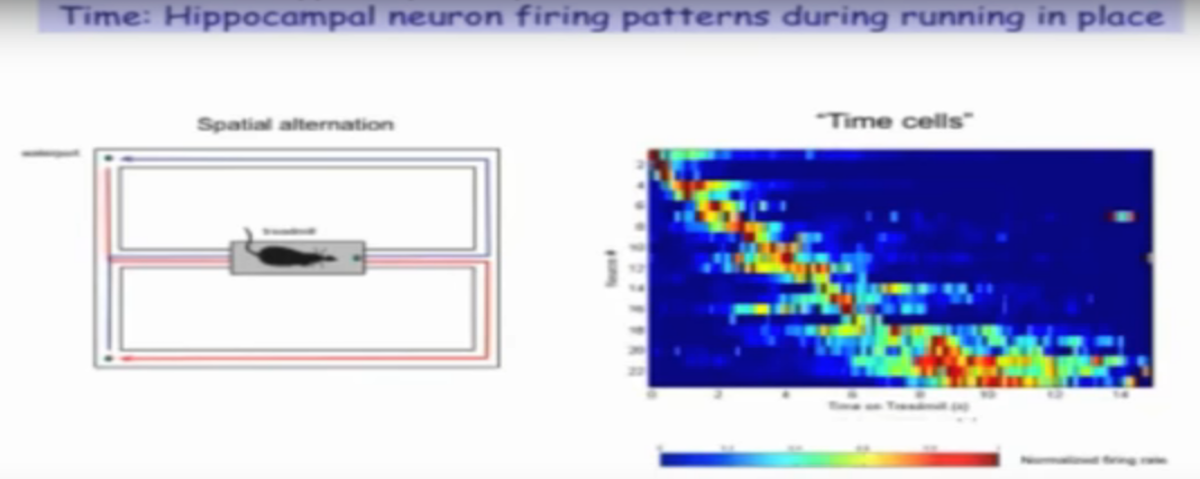 Time: Hippocampal neuron firing patterns during running in place
Spatial alternation
"Time cells"
waterport
treadmill
2
4
6
8
10
12
14
16
18
20
22
0
2
4
6
8
10
12
14
Time on Treadmill (s)
Normalized firing rate